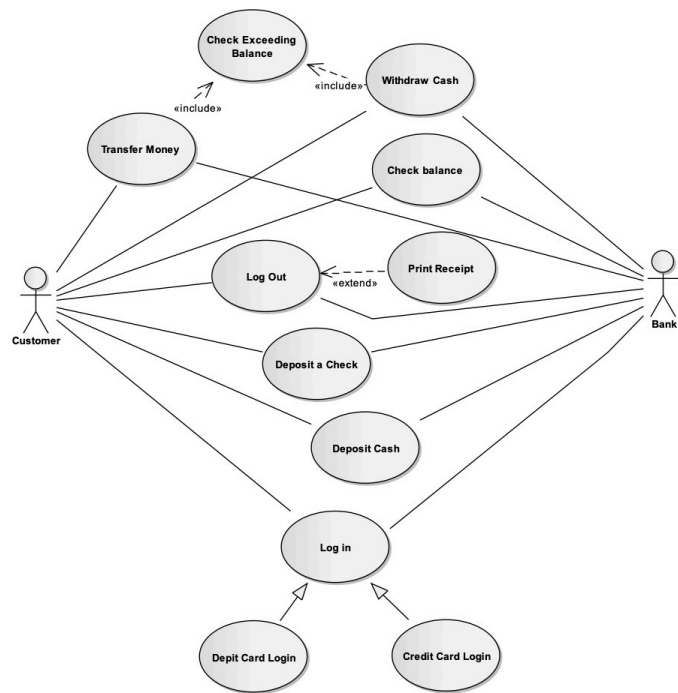 Check Exceeding
Balance
Withdraw Cash
«include»
«include»
Transfer Money
Check balance
Log Out
Print Receipt
«extend»
Customer
Bank
Deposit a Check
Deposit Cash
Log in
Depit Card Login
Credit Card Login